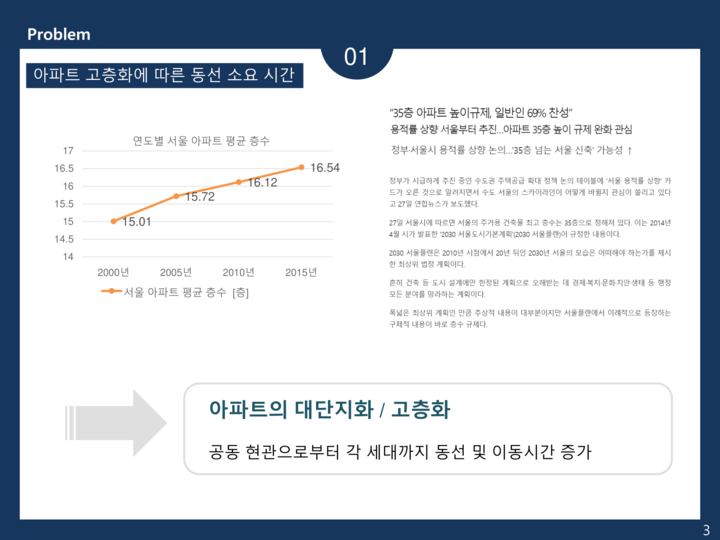 Problem
01
아파트 고층화에 따른 동선 소요 시간
연도별 서울 아파트 평균 층수
17
16.5
16
15.5
15
14.5
14
15.01
15.72
16.12
16.54
2000년
2005년
2010년
2015년
서울 아파트 평균 층수 [층]
"35층 아파트 높이규제, 일반인 69% 찬성"
용적률 상향 서울부터 추진...아파트 35층 높이 규제 완화 관심
정부·서울시 용적률 상향 논의...'35층 넘는 서울 신축' 가능성 ↑
정부가 시급하게 추진 중인 수도권 주택공급 확대 정책 논의 테이블에 '서울 용적률 상향' 카
드가 오른 것으로 알려지면서 수도 서울의 스카이라인이 어떻게 바뀔지 관심이 쏠리고 있다
고 27일 연합뉴스가 보도했다.
27일 서울시에 따르면 서울의 주거용 건축물 최고 층수는 35층으로 정해져 있다. 이는 2014년
4월 시가 발표한 '2030 서울도시기본계획'(2030 서울플랜)이 규정한 내용이다.
2030 서울플랜은 2010년 시점에서 20년 뒤인 2030년 서울의 모습은 어떠해야 하는가를 제시
한 최상위 법정 계획이다.
흔히 건축 등 도시 설계에만 한정된 계획으로 오해받는 데 경제·복지·문화·치안·생태 등 행정
모든 분야를 망라하는 계획이다.
폭넓은 최상위 계획인 만큼 추상적 내용이 대부분이지만 서울플랜에서 이례적으로 등장하는
구체적 내용이 바로 층수 규제다.
아파트의 대단지화 / 고층화
공동 현관으로부터 각 세대까지 동선 및 이동시간 증가
3